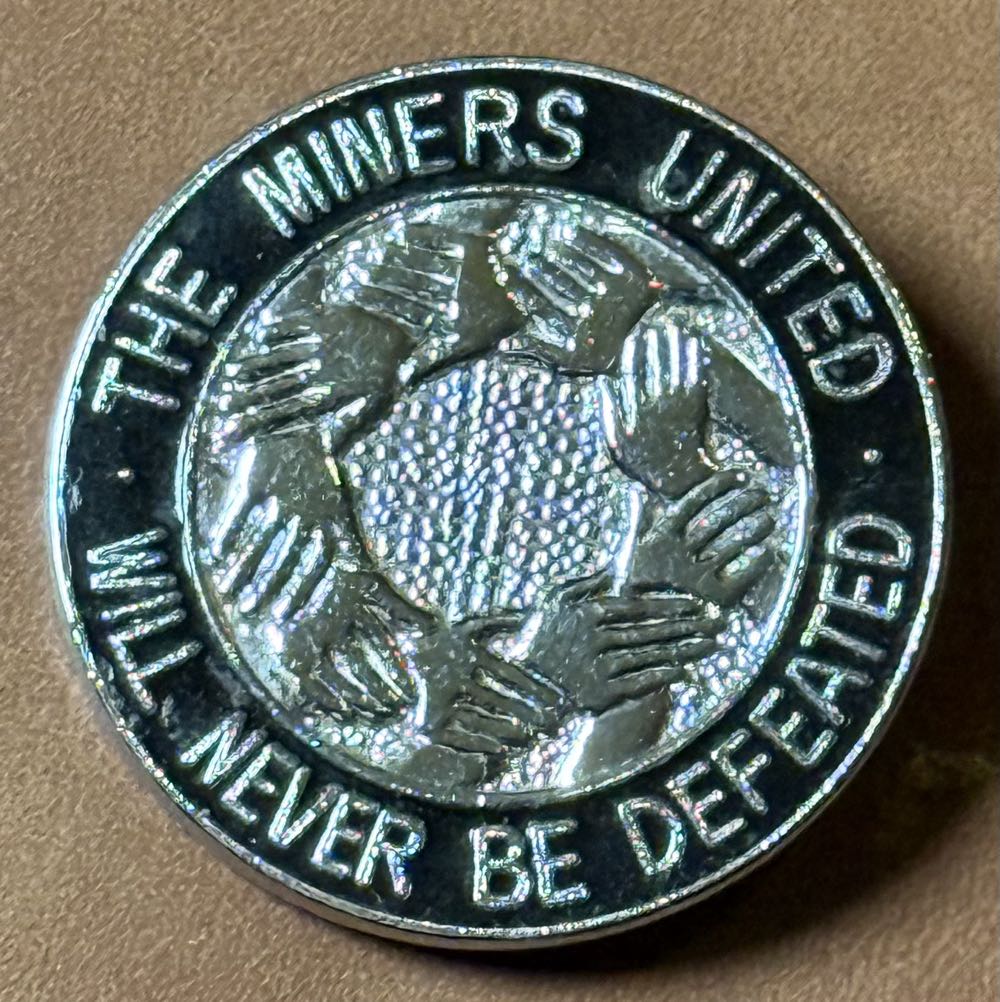 THE MINERS UNITED
WILL NEVER BE DEFEATED